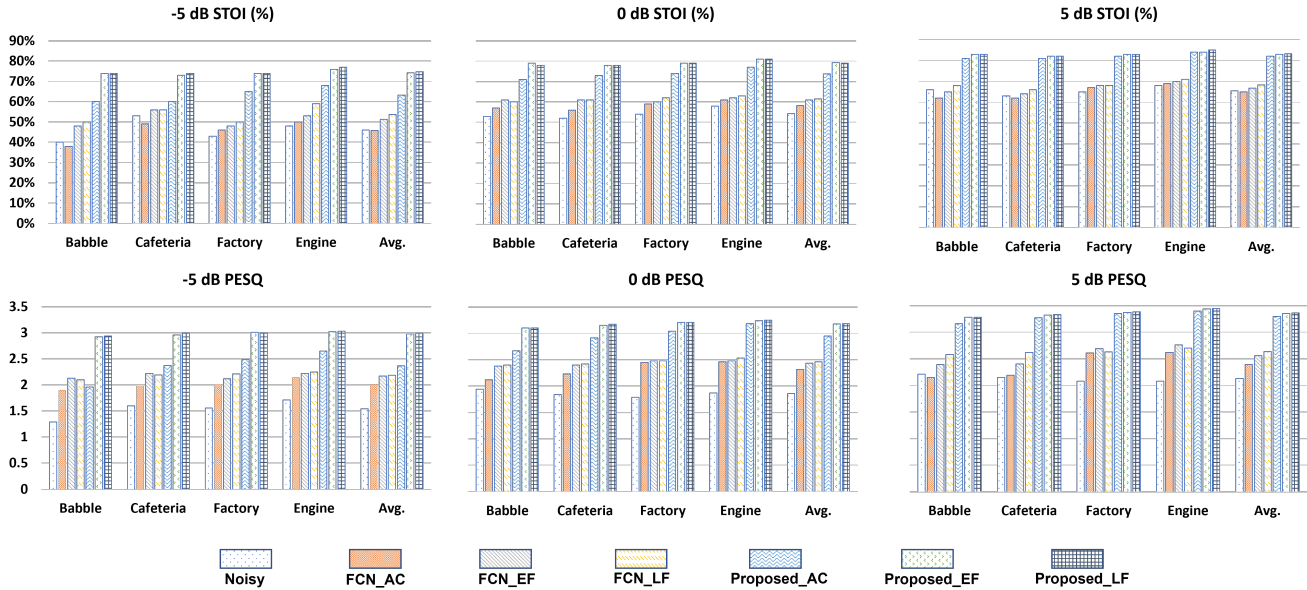 -5 dB STOI (%)
0 dB STOI (%)
5 dB STOI (%)
90%
80%
70%
60%
50%
40%
30%
20%
10%
0%
Babble Cafeteria Factory Engine Avg.
Babble Cafeteria Factory Engine Avg.
Babble Cafeteria Factory Engine Avg.
-5 dB PESQ
0 dB PESQ
5 dB PESQ
3.5
3
2.5
2
1.5
1
0.5
0
Babble Cafeteria Factory Engine Avg.
Babble Cafeteria Factory Engine Avg.
Babble Cafeteria Factory Engine Avg.
Noisy FCN_AC FCN_EF FCN_LF Proposed_AC Proposed_EF Proposed_LF